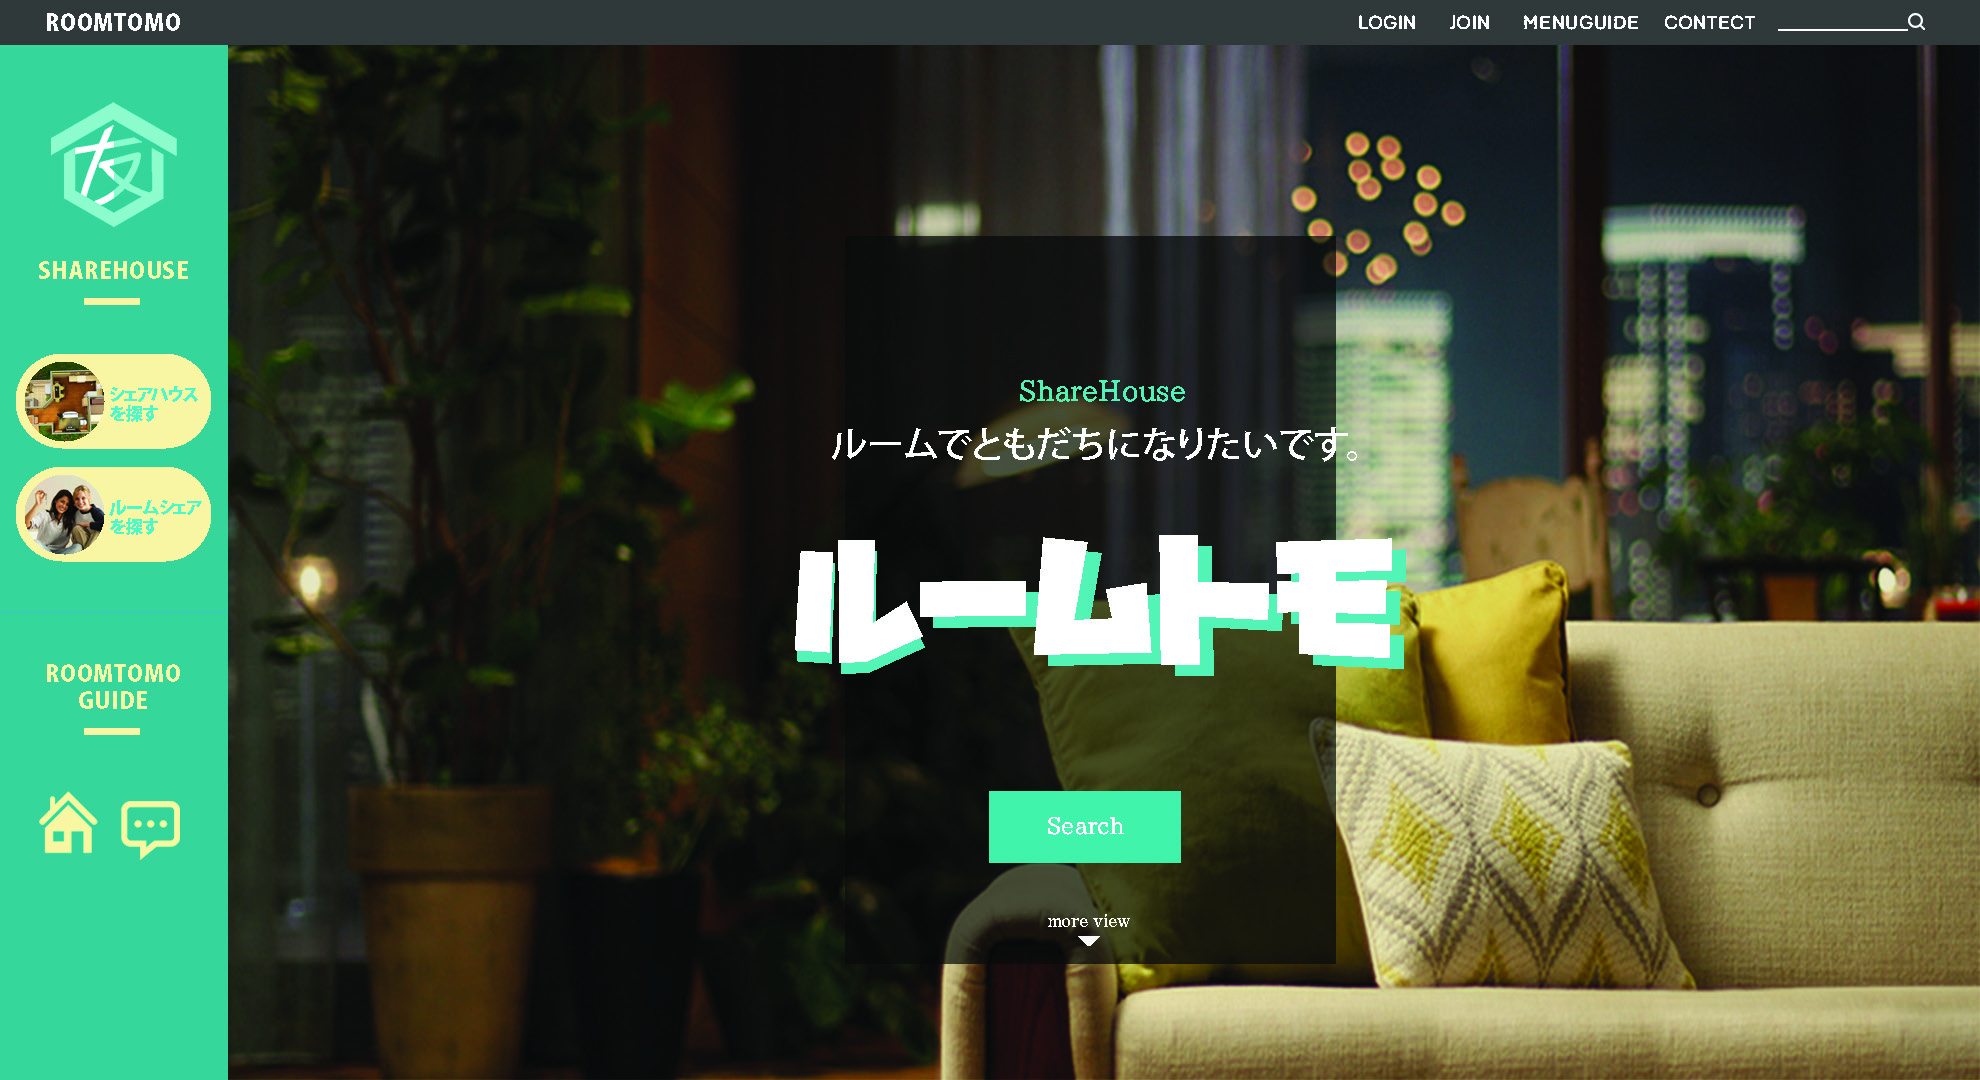 ROOMTOMO
LOGIN
JOIN
MENUGUIDE
CONTECT
友
SHAREHOUSE
シェアハウス
を探す
ルームシェア
を探す
ROOMTOMO
GUIDE
ShareHouse
ルームでともだちになりたいです。
ルームトモ
Search
more view